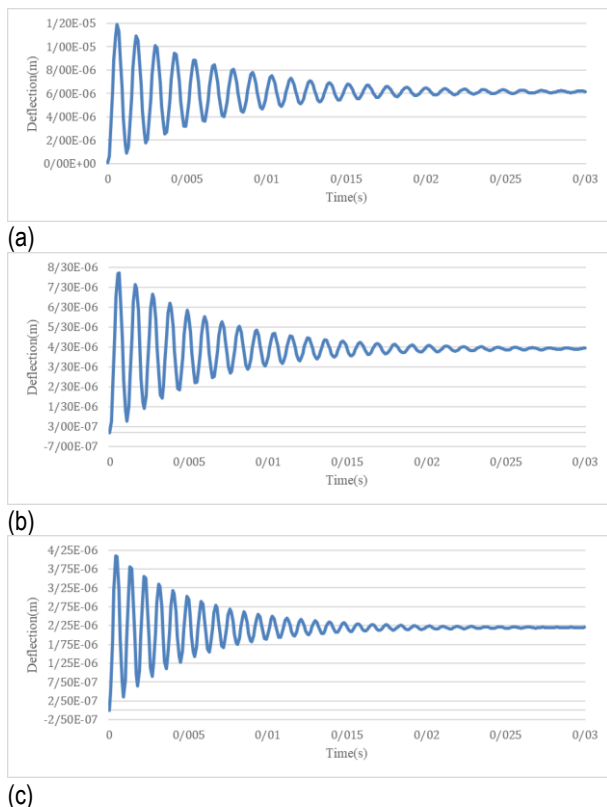 1/20E-05
1/00E-05
8/00E-06
6/00E-06
4/00E-06
2/00E-06
0/00E+00
Deflection(m)
0 0/005 0/01 0/015 0/02 0/025 0/03
Time(s)
(a)
8/30E-06
7/30E-06
6/30E-06
5/30E-06
4/30E-06
3/30E-06
2/30E-06
1/30E-06
3/00E-07
-7/00E-07
Deflection(m)
0 0/005 0/01 0/015 0/02 0/025 0/03
Time(s)
(b)
4/25E-06
3/75E-06
3/25E-06
2/75E-06
2/25E-06
1/75E-06
1/25E-06
7/50E-07
2/50E-07
-2/50E-07
Deflection(m)
0 0/005 0/01 0/015 0/02 0/025 0/03
Time(s)
(c)